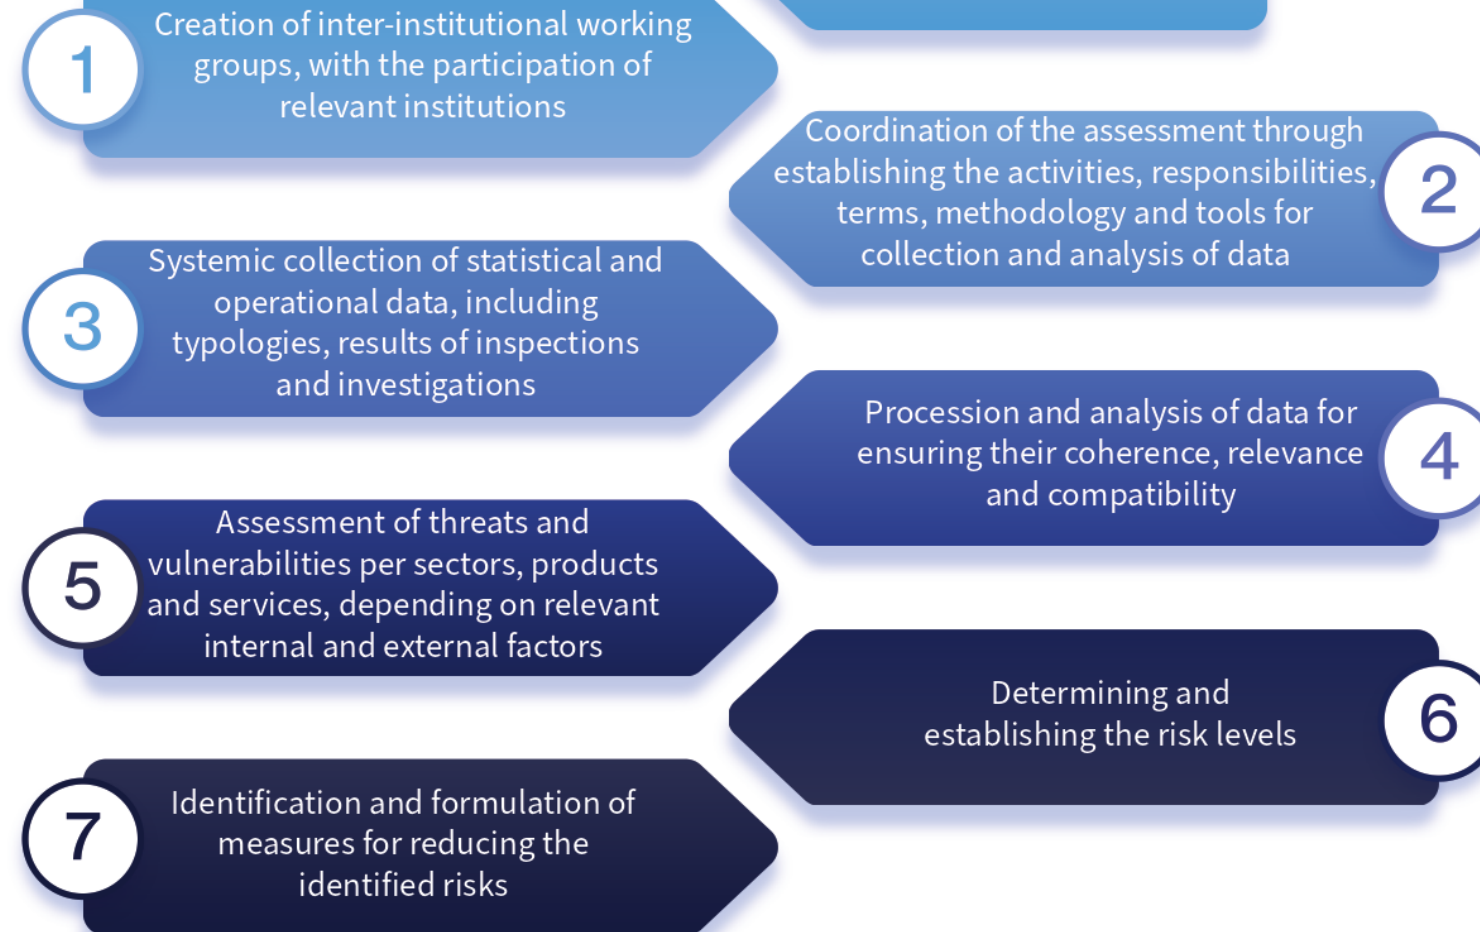 1
Creation of inter-institutional working
groups, with the participation of
relevant institutions
2
Coordination of the assessment through
establishing the activities, responsibilities,
terms, methodology and tools for
collection and analysis of data
3
Systemic collection of statistical and
operational data, including
typologies, results of inspections
and investigations
4
Procession and analysis of data for
ensuring their coherence, relevance
and compatibility
5
Assessment of threats and
vulnerabilities per sectors, products
and services, depending on relevant
internal and external factors
6
Determining and
establishing the risk levels
7
Identification and formulation of
measures for reducing the
identified risks